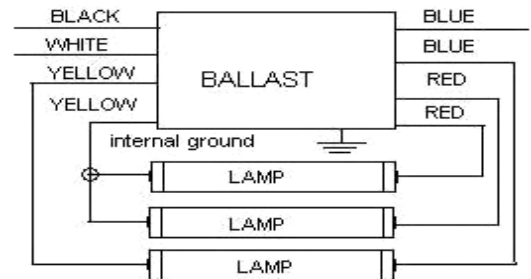 BLACK
BLUE
WHITE
BLUE
YELLOW
BALLAST
RED
YELLOW
RED
internal ground
LAMP
LAMP
LAMP